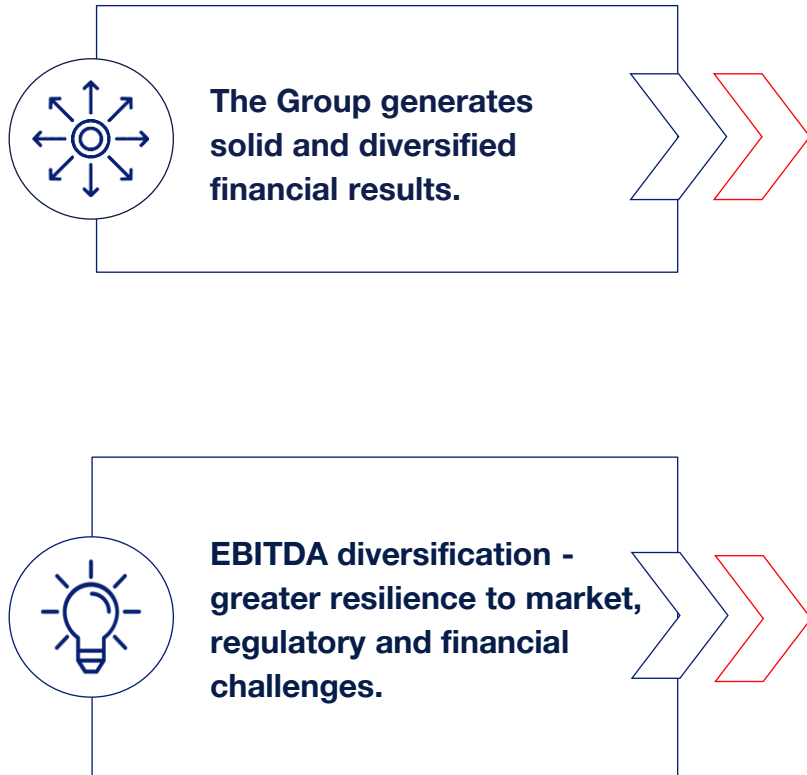 The Group generates
solid and diversified
financial results.
EBITDA diversification -
greater resilience to market,
regulatory and financial
challenges.